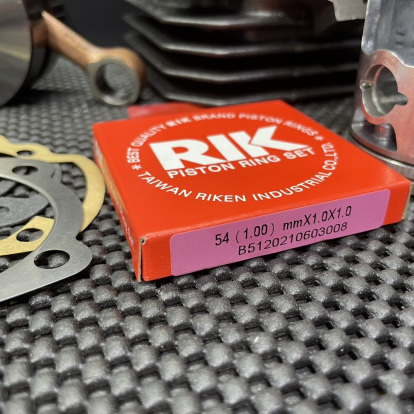 ★ BEST QUALITY RIK BRAND PISTON RINGS ★
RIK
PISTON RING SET
TAIWAN RIKEN INDUSTRIAL CO.,LTD.
54 (1.00) mmX1.0X1.0
B5120210603008